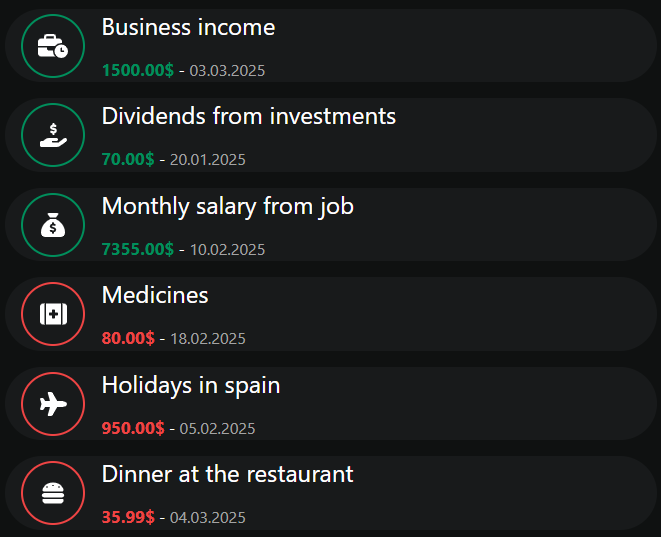 Business income
1500.00$ - 03.03.2025
Dividends from investments
70.00$ - 20.01.2025
Monthly salary from job
7355.00$ - 10.02.2025
Medicines
80.00$ - 18.02.2025
Holidays in spain
950.00$ - 05.02.2025
Dinner at the restaurant
35.99$ - 04.03.2025